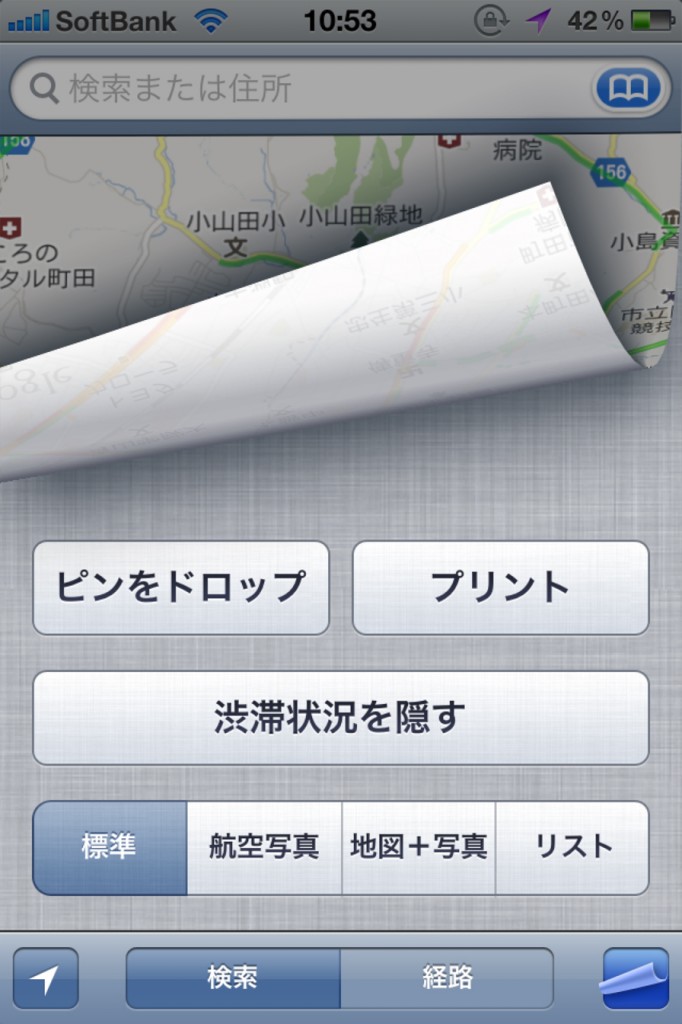 SoftBank 10:53 42%
検索または住所
病院
156
小山田小 小山田緑地
文
ころの
タル町田
小島資
市立
競技
ピンをドロップ プリント
渋滞状況を隠す
標準 航空写真 地図＋写真 リスト
検索 経路